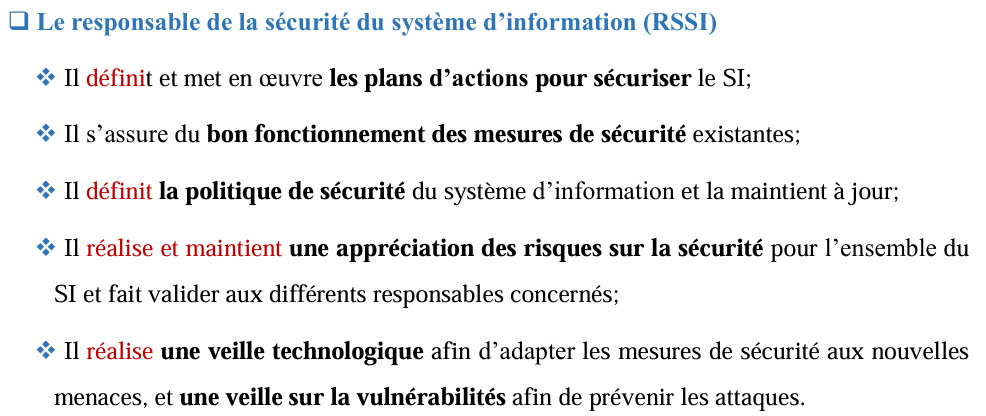 ❑ Le responsable de la sécurité du système d’information (RSSI)
❖ Il définit et met en œuvre les plans d’actions pour sécuriser le SI;
❖ Il s’assure du bon fonctionnement des mesures de sécurité existantes;
❖ Il définit la politique de sécurité du système d’information et la maintient à jour;
❖ Il réalise et maintient une appréciation des risques sur la sécurité pour l’ensemble du
SI et fait valider aux différents responsables concernés;
❖ Il réalise une veille technologique afin d’adapter les mesures de sécurité aux nouvelles
menaces, et une veille sur la vulnérabilités afin de prévenir les attaques.